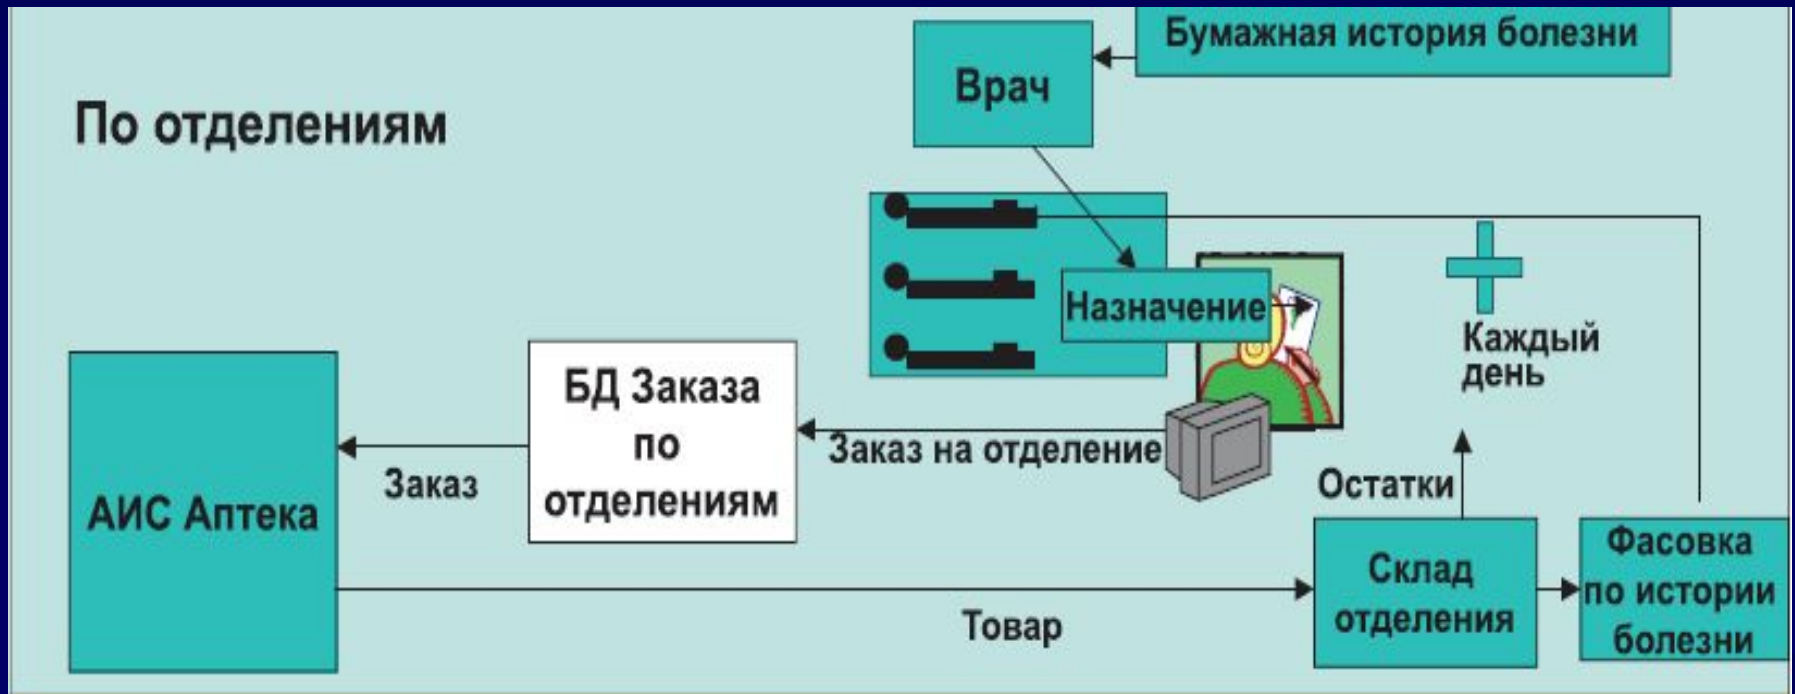 Бумажная история болезни
Врач
По отделениям
Назначение
Каждый
день
БД Заказа
по
отделениям
Заказ на отделение
Заказ
АИС Аптека
Остатки
Склад
отделения
Фасовка
по истории
болезни
Товар